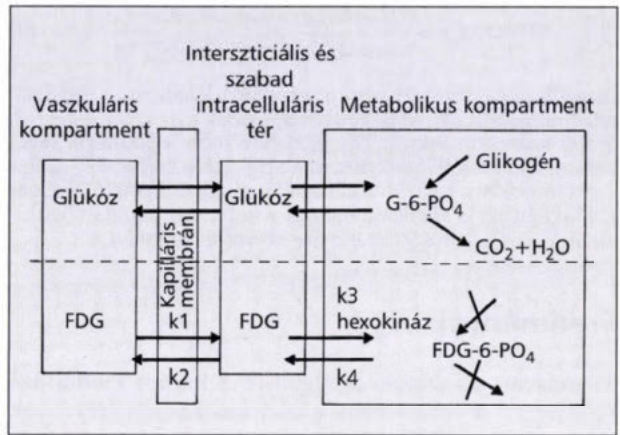 Interszticiális és
szabad
intracelluláris
tér
Vaszkuláris
kompartment
Metabolikus kompartment
Glükóz
Glükóz
Glikogén
G-6-PO₄
CO₂+H₂O
Kapilláris
membrán
FDG
k1
k2
FDG
k3
hexokináz
k4
FDG-6-PO₄